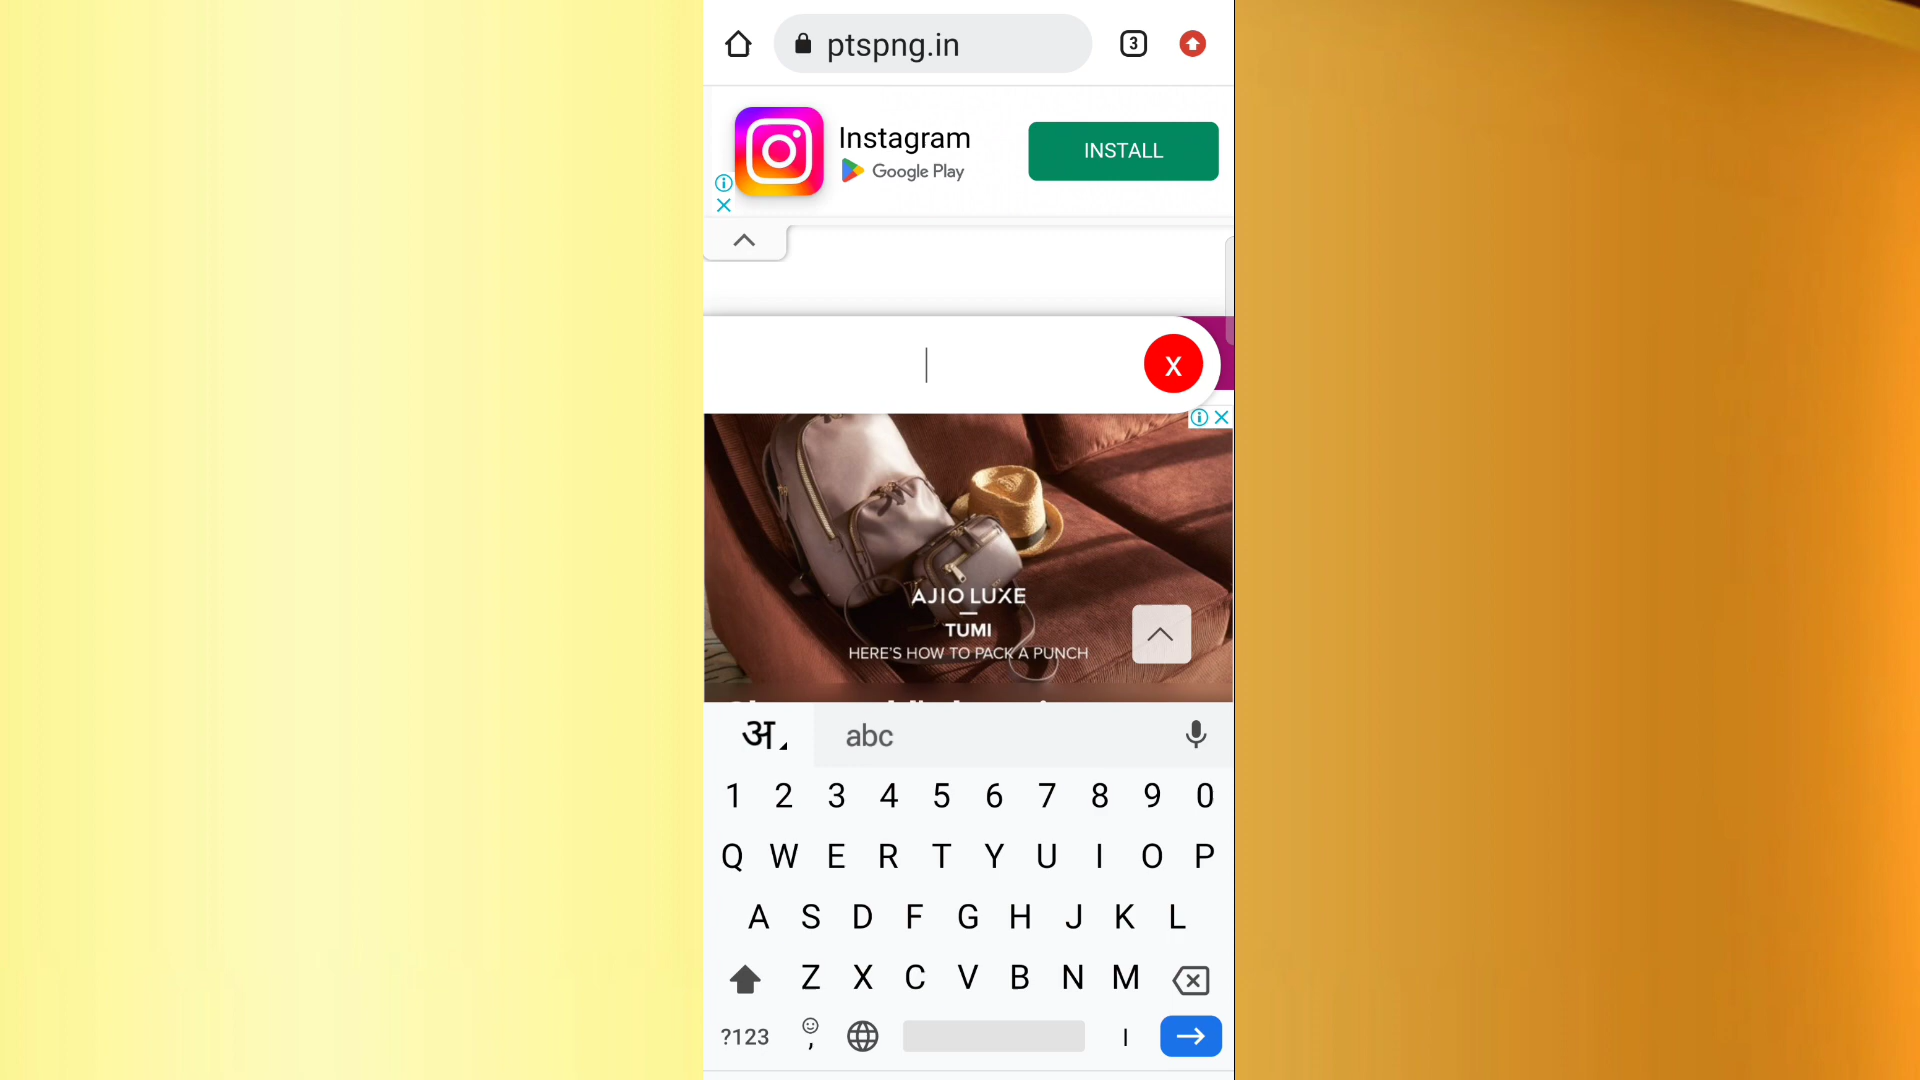 ptspng.in
3
Instagram
Google Play
INSTALL
X
AJIO LUXE
TUMI
HERE'S HOW TO PACK A PUNCH
अ
abc
1 2 3 4 5 6 7 8 9 0
Q W E R T Y U I O P
A S D F G H J K L
Z X C V B N M
?123 , ।